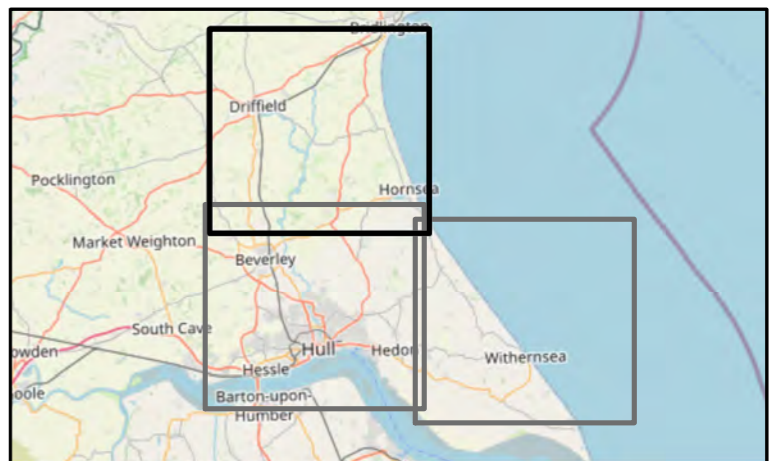 Bridlington
Driffield
Pocklington
Hornsea
Market Weighton
Beverley
South Cave
owden
Hull
Hedon
Withernsea
Hessle
oole
Barton-upon-
Humber